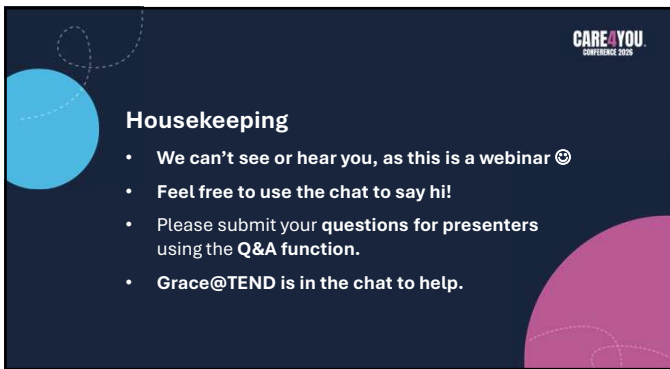 CARE4YOU.
CONFERENCE 2026
Housekeeping
• We can't see or hear you, as this is a webinar ☺
• Feel free to use the chat to say hi!
• Please submit your questions for presenters
using the Q&A function.
• Grace@TEND is in the chat to help.